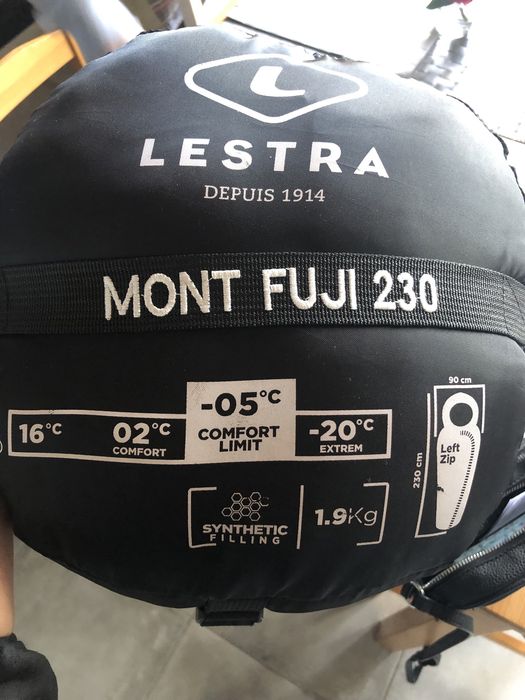 L
LESTRA
DEPUIS 1914
MONT FUJI 230
16°C
02°C
COMFORT
-05°C
COMFORT
LIMIT
-20°C
EXTREM
SYNTHETIC
FILLING
1.9Kg
90 cm
230 cm
Left
Zip